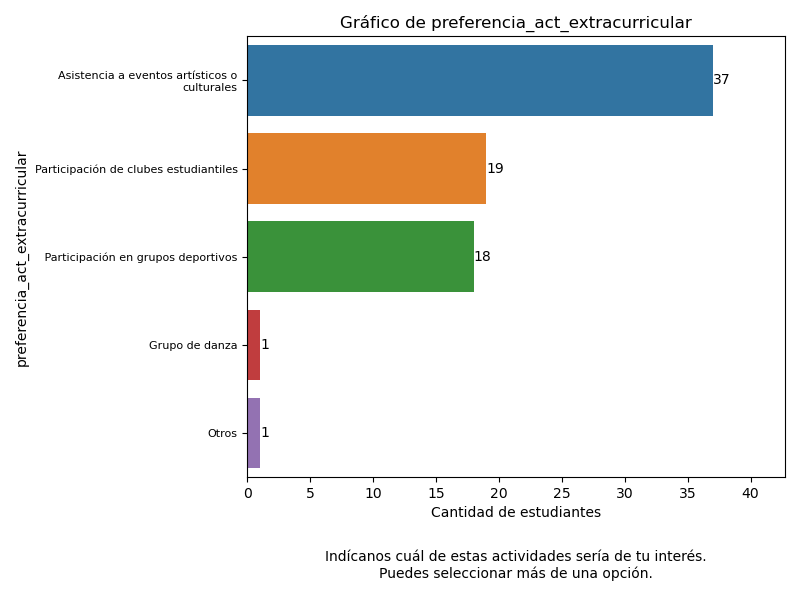 Gráfico de preferencia_act_extracurricular
preferencia_act_extracurricular
Asistencia a eventos artísticos o
culturales
37
Participación de clubes estudiantiles
19
Participación en grupos deportivos
18
Grupo de danza
1
Otros
1
0 5 10 15 20 25 30 35 40
Cantidad de estudiantes
Indícanos cuál de estas actividades sería de tu interés.
Puedes seleccionar más de una opción.